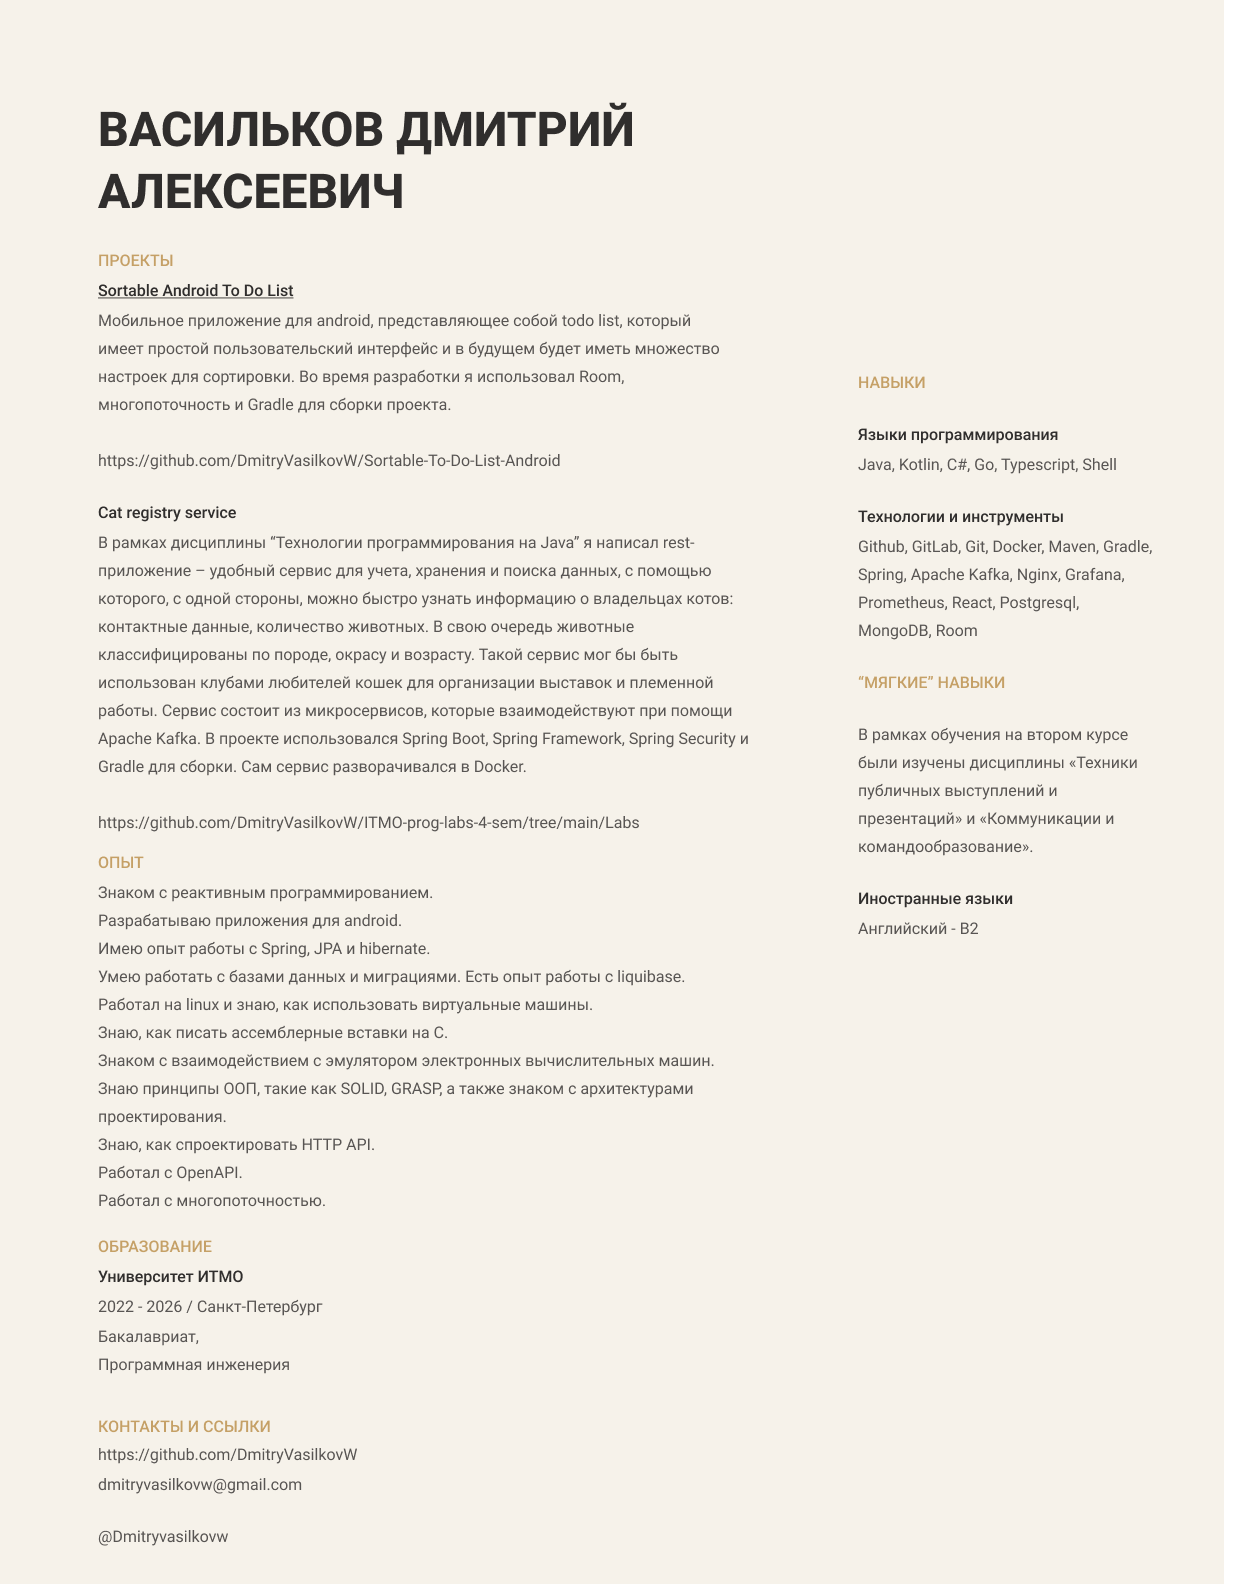 ВАСИЛЬКОВ ДМИТРИЙ
АЛЕКСЕЕВИЧ
ПРОЕКТЫ
Sortable Android To Do List
Мобильное приложение для android, представляющее собой todo list, который
имеет простой пользовательский интерфейс и в будущем будет иметь множество
настроек для сортировки. Во время разработки я использовал Room,
многопоточность и Gradle для сборки проекта.
https://github.com/DmitryVasilkovW/Sortable-To-Do-List-Android
Cat registry service
В рамках дисциплины “Технологии программирования на Java” я написал rest-
приложение – удобный сервис для учета, хранения и поиска данных, с помощью
которого, с одной стороны, можно быстро узнать информацию о владельцах котов:
контактные данные, количество животных. В свою очередь животные
классифицированы по породе, окрасу и возрасту. Такой сервис мог бы быть
использован клубами любителей кошек для организации выставок и племенной
работы. Сервис состоит из микросервисов, которые взаимодействуют при помощи
Apache Kafka. В проекте использовался Spring Boot, Spring Framework, Spring Security и
Gradle для сборки. Сам сервис разворачивался в Docker.
https://github.com/DmitryVasilkovW/ITMO-prog-labs-4-sem/tree/main/Labs
ОПЫТ
Знаком с реактивным программированием.
Разрабатываю приложения для android.
Имею опыт работы с Spring, JPA и hibernate.
Умею работать с базами данных и миграциями. Есть опыт работы с liquibase.
Работал на linux и знаю, как использовать виртуальные машины.
Знаю, как писать ассемблерные вставки на C.
Знаком с взаимодействием с эмулятором электронных вычислительных машин.
Знаю принципы ООП, такие как SOLID, GRASP, а также знаком с архитектурами
проектирования.
Знаю, как спроектировать HTTP API.
Работал с OpenAPI.
Работал с многопоточностью.
ОБРАЗОВАНИЕ
Университет ИТМО
2022 - 2026 / Санкт-Петербург
Бакалавриат,
Программная инженерия
КОНТАКТЫ И ССЫЛКИ
https://github.com/DmitryVasilkovW
dmitryvasilkovw@gmail.com
@Dmitryvasilkovw
НАВЫКИ
Языки программирования
Java, Kotlin, C#, Go, Typescript, Shell
Технологии и инструменты
Github, GitLab, Git, Docker, Maven, Gradle,
Spring, Apache Kafka, Nginx, Grafana,
Prometheus, React, Postgresql,
MongoDB, Room
“МЯГКИЕ” НАВЫКИ
В рамках обучения на втором курсе
были изучены дисциплины «Техники
публичных выступлений и
презентаций» и «Коммуникации и
командообразование».
Иностранные языки
Английский - B2